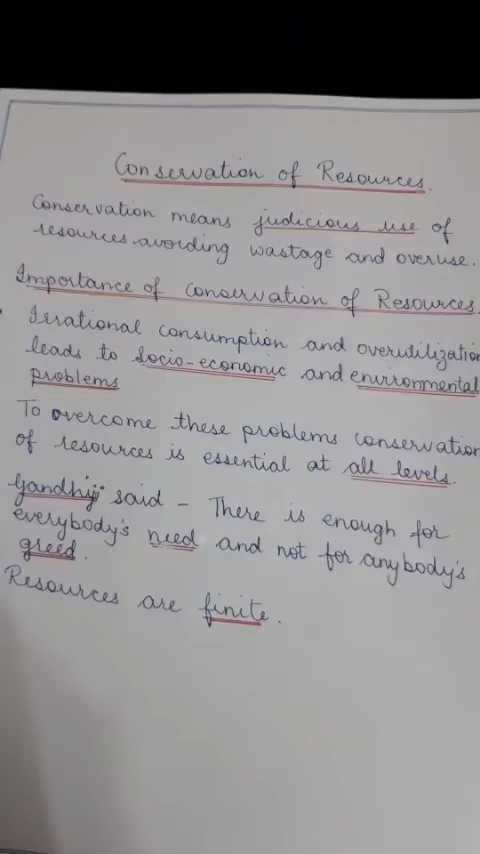 Conservation of Resources.
Conservation means judicious use of
resources avoiding wastage and overuse.
Importance of conservation of Resources.
Irrational consumption and overutilization
leads to Socio-economic and environmental
problems
To overcome these problems conservation
of resources is essential at all levels.
Gandhiji said - There is enough for
everybody's need and not for anybody's
greed.
Resources are finite.